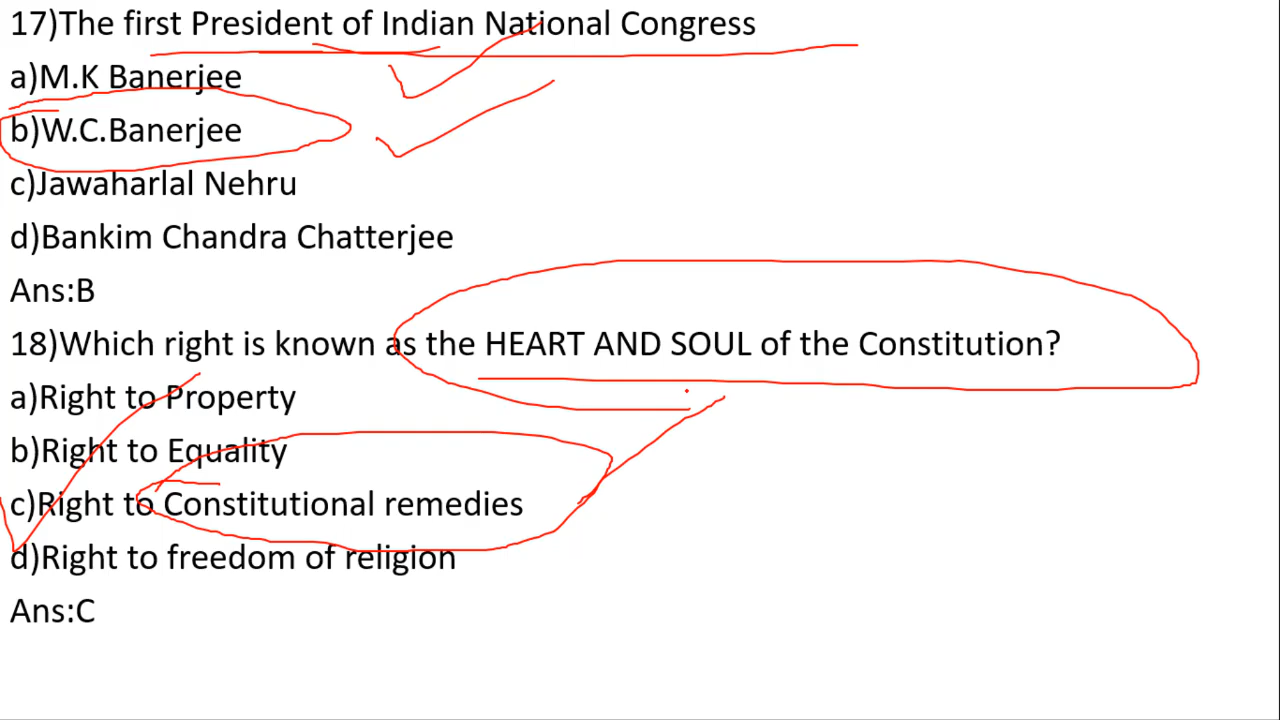 17)The first President of Indian National Congress
a)M.K Banerjee
b)W.C.Banerjee
c)Jawaharlal Nehru
d)Bankim Chandra Chatterjee
Ans:B
18)Which right is known as the HEART AND SOUL of the Constitution?
a)Right to Property
b)Right to Equality
c)Right to Constitutional remedies
d)Right to freedom of religion
Ans:C